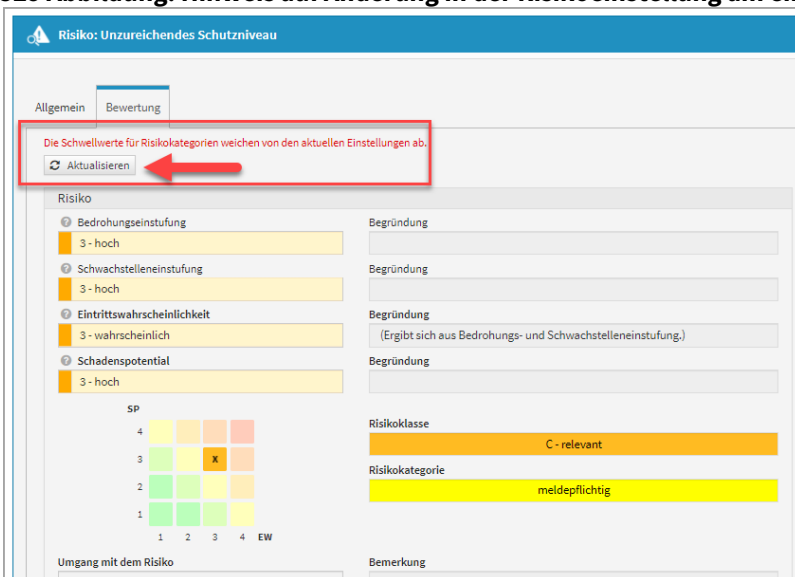 Risiko: Unzureichendes Schutzniveau
Allgemein Bewertung
Die Schwellwerte für Risikokategorien weichen von den aktuellen Einstellungen ab.
Aktualisieren
Risiko
Bedrohungseinstufung Begründung
3 - hoch
Schwachstelleneinstufung Begründung
3 - hoch
Eintrittswahrscheinlichkeit Begründung
3 - wahrscheinlich (Ergibt sich aus Bedrohungs- und Schwachstelleneinstufung.)
Schadenspotential Begründung
3 - hoch
SP
4 Risikoklasse
C - relevant
3 X
Risikokategorie
2 meldepflichtig
1
1 2 3 4 EW
Umgang mit dem Risiko Bemerkung